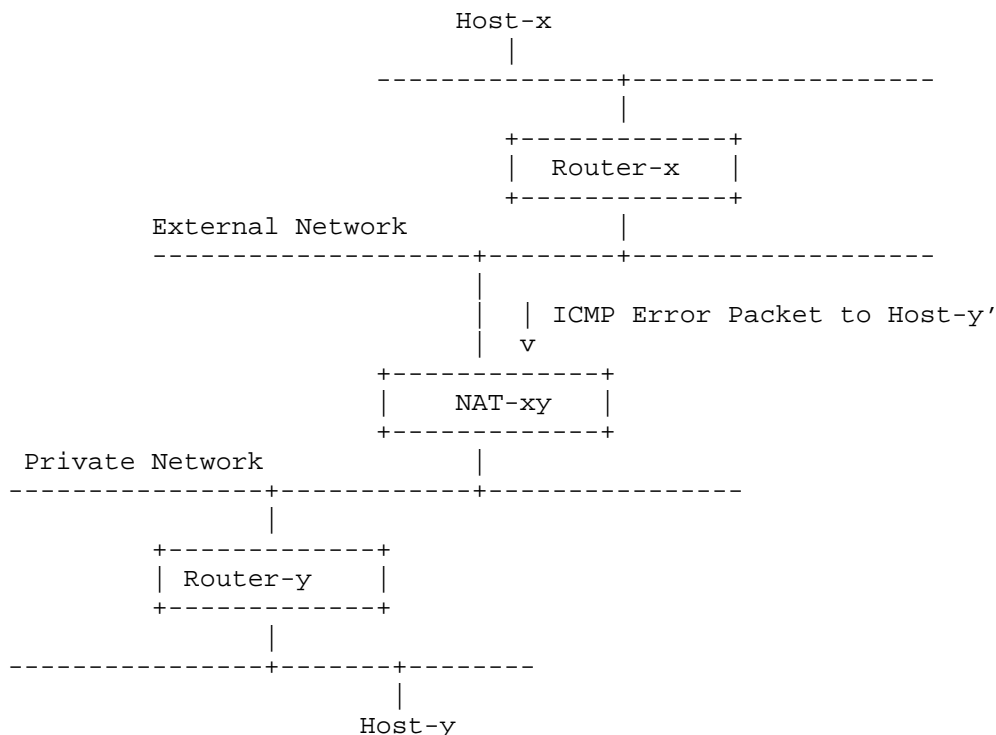 Host-x
Router-x
External Network
ICMP Error Packet to Host-y'
NAT-xy
Private Network
Router-y
Host-y